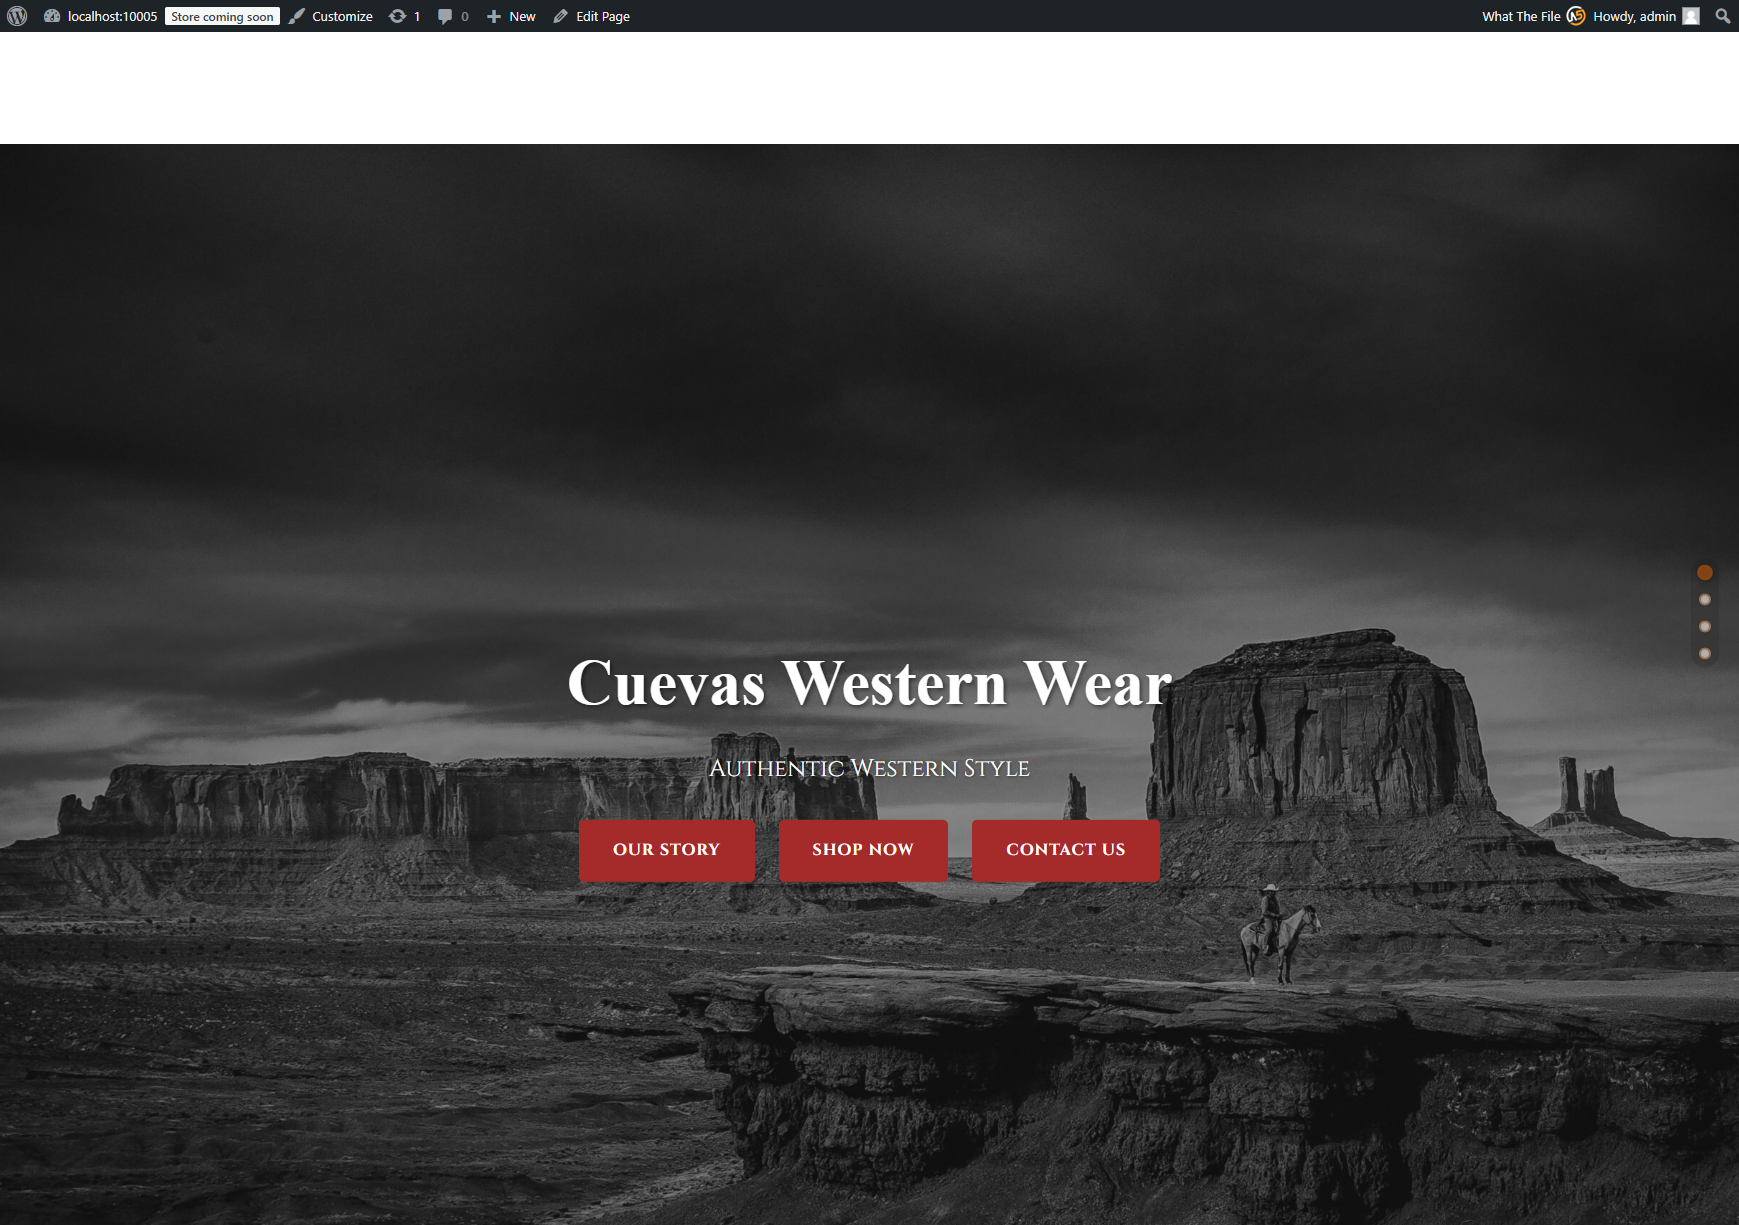 localhost:10005 Store coming soon Customize 1 0 New Edit Page What The File Howdy, admin
Cuevas Western Wear
Authentic Western Style
OUR STORY SHOP NOW CONTACT US